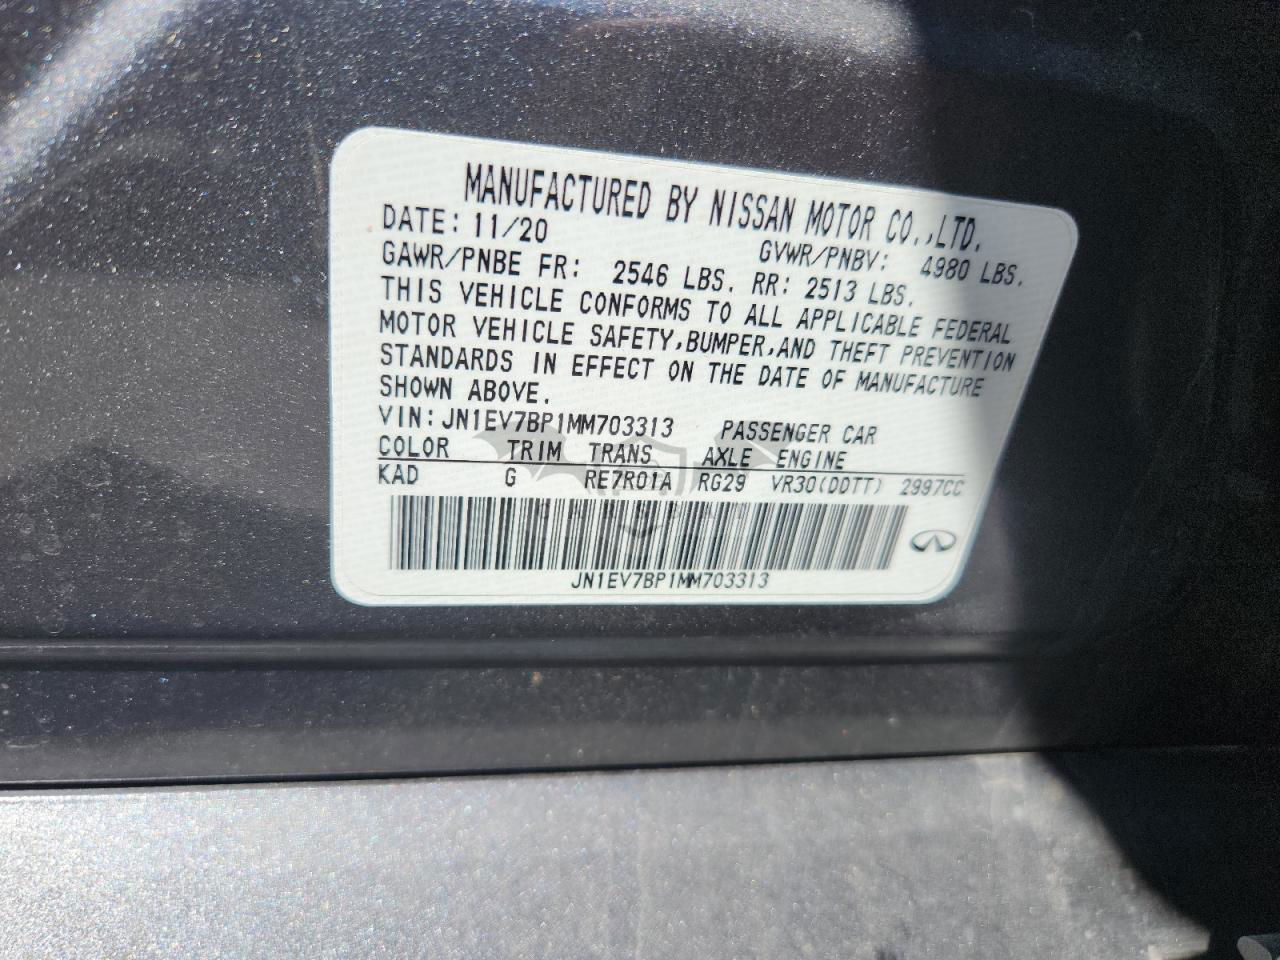 MANUFACTURED BY NISSAN MOTOR CO.,LTD.
DATE: 11/20 GVWR/PNBV: 4980 LBS.
GAWR/PNBE FR: 2546 LBS. RR: 2513 LBS.
THIS VEHICLE CONFORMS TO ALL APPLICABLE FEDERAL
MOTOR VEHICLE SAFETY,BUMPER,AND THEFT PREVENTION
STANDARDS IN EFFECT ON THE DATE OF MANUFACTURE
SHOWN ABOVE.
VIN:JN1EV7BP1MM703313 PASSENGER CAR
COLOR TRIM TRANS AXLE ENGINE
KAD G RE7R01A RG29 VR30(DDTT) 2997CC
JN1EV7BP1MM703313